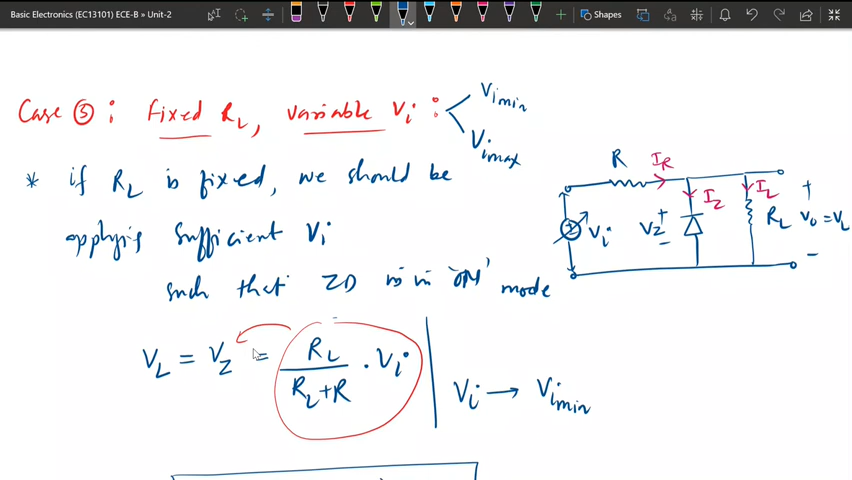 Basic Electronics (EC13101) ECE-B » Unit-2
Shapes
Case ③ : fixed RL, variable Vi :
Vimin
Vimax
* if RL is fixed, we should be
applying sufficient Vi
such that ZD is in 'ON' mode
R
IR
IZ
IL
Vi
+
VZ
−
RL
+
Vo = VL
−
VL = VZ = RL / RL+R . Vi
Vi → Vimin